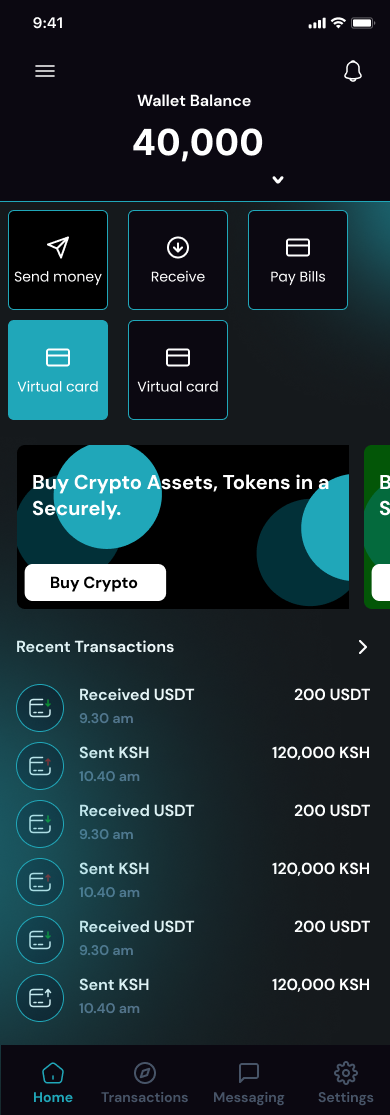 9:41
Wallet Balance
40,000
Send money
Receive
Pay Bills
Virtual card
Virtual card
Buy Crypto Assets, Tokens in a
Securely.
Buy Crypto
B
S
Recent Transactions
Received USDT
200 USDT
9.30 am
Sent KSH
120,000 KSH
10.40 am
Received USDT
200 USDT
9.30 am
Sent KSH
120,000 KSH
10.40 am
Received USDT
200 USDT
9.30 am
Sent KSH
120,000 KSH
10.40 am
Home
Transactions
Messaging
Settings